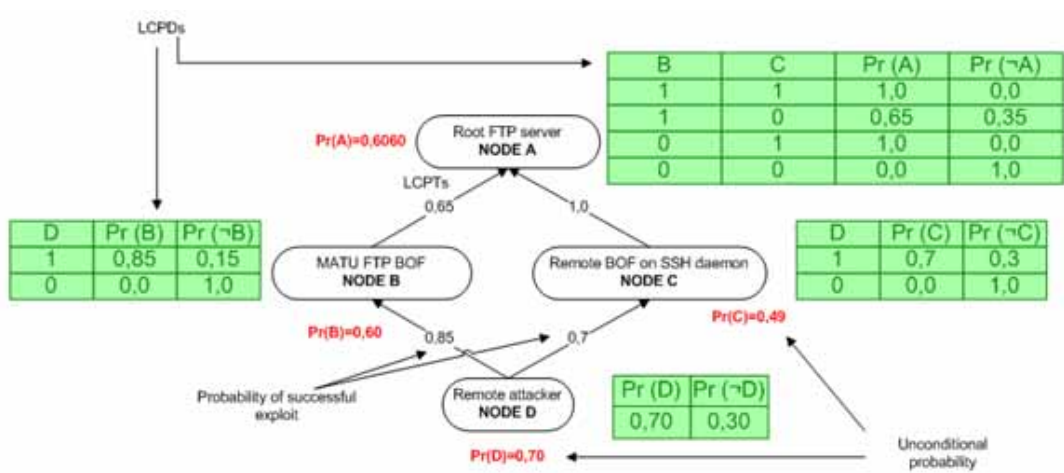 LCPDs
B C Pr (A) Pr (¬A)
1 1 1,0 0,0
1 0 0,65 0,35
0 1 1,0 0,0
0 0 0,0 1,0
Root FTP server
NODE A
Pr(A)=0,6060
LCPTs
0,65
1,0
D Pr (B) Pr (¬B)
1 0,85 0,15
0 0,0 1,0
MATU FTP BOF
NODE B
Remote BOF on SSH daemon
NODE C
D Pr (C) Pr (¬C)
1 0,7 0,3
0 0,0 1,0
Pr(B)=0,60
Pr(C)=0,49
0,85
0,7
Probability of successful
exploit
Remote attacker
NODE D
Pr (D) Pr (¬D)
0,70 0,30
Pr(D)=0,70
Unconditional
probability